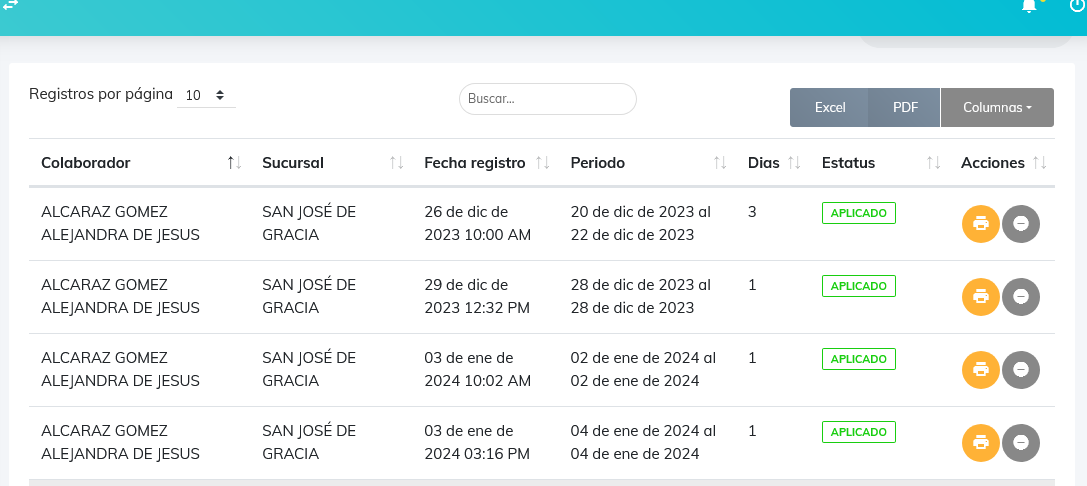 Registros por página 10
Buscar...
Excel PDF Columnas
Colaborador Sucursal Fecha registro Periodo Dias Estatus Acciones
ALCARAZ GOMEZ SAN JOSÉ DE 26 de dic de 20 de dic de 2023 al 3 APLICADO
ALEJANDRA DE JESUS GRACIA 2023 10:00 AM 22 de dic de 2023
ALCARAZ GOMEZ SAN JOSÉ DE 29 de dic de 28 de dic de 2023 al 1 APLICADO
ALEJANDRA DE JESUS GRACIA 2023 12:32 PM 28 de dic de 2023
ALCARAZ GOMEZ SAN JOSÉ DE 03 de ene de 02 de ene de 2024 al 1 APLICADO
ALEJANDRA DE JESUS GRACIA 2024 10:02 AM 02 de ene de 2024
ALCARAZ GOMEZ SAN JOSÉ DE 03 de ene de 04 de ene de 2024 al 1 APLICADO
ALEJANDRA DE JESUS GRACIA 2024 03:16 PM 04 de ene de 2024